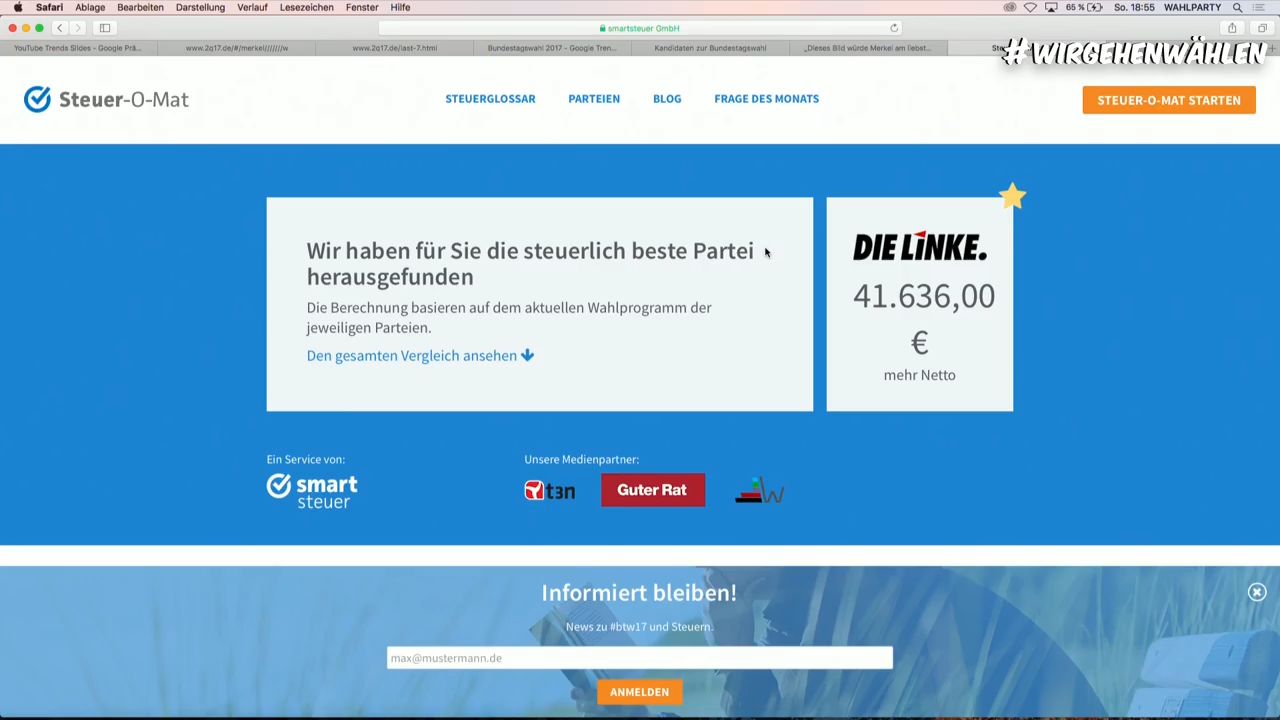 Safari Ablage Bearbeiten Darstellung Verlauf Lesezeichen Fenster Hilfe 65 % So. 18:55 WAHLPARTY
smartsteuer GmbH
YouTube Trends Slides - Google Prä... www.2q17.de/#/merkel///////w www.2q17.de/ast-7.html Bundestagswahl 2017 - Google Tren... Kandidaten zur Bundestagswahl „Dieses Bild würde Merkel am liebst...
#WIRGEHENWÄHLEN
Steuer-O-Mat
STEUERGLOSSAR PARTEIEN BLOG FRAGE DES MONATS
STEUER-O-MAT STARTEN
Wir haben für Sie die steuerlich beste Partei
herausgefunden
Die Berechnung basieren auf dem aktuellen Wahlprogramm der
jeweiligen Parteien.
Den gesamten Vergleich ansehen
DIE LINKE.
41.636,00
€
mehr Netto
Ein Service von:
smart
steuer
Unsere Medienpartner:
t3n
Guter Rat
W
Informiert bleiben!
News zu #btw17 und Steuern.
max@mustermann.de
ANMELDEN